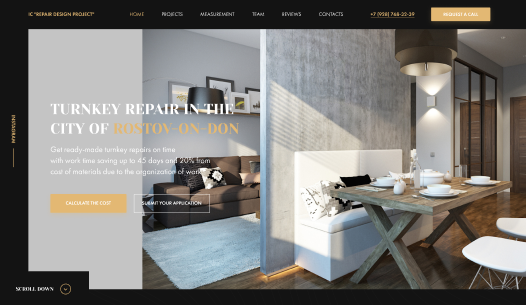 IC "REPAIR DESIGN PROJECT"
HOME
PROJECTS
MEASUREMENT
TEAM
REVIEWS
CONTACTS
+7 (928) 768-22-29
REQUEST A CALL
INSTAGRAM
TURNKEY REPAIR IN THE
CITY OF ROSTOV-ON-DON
Get ready-made turnkey repairs on time
with work time saving up to 45 days and 20% from
cost of materials due to the organization of work
CALCULATE THE COST
SUBMIT YOUR APPLICATION
SCROLL DOWN